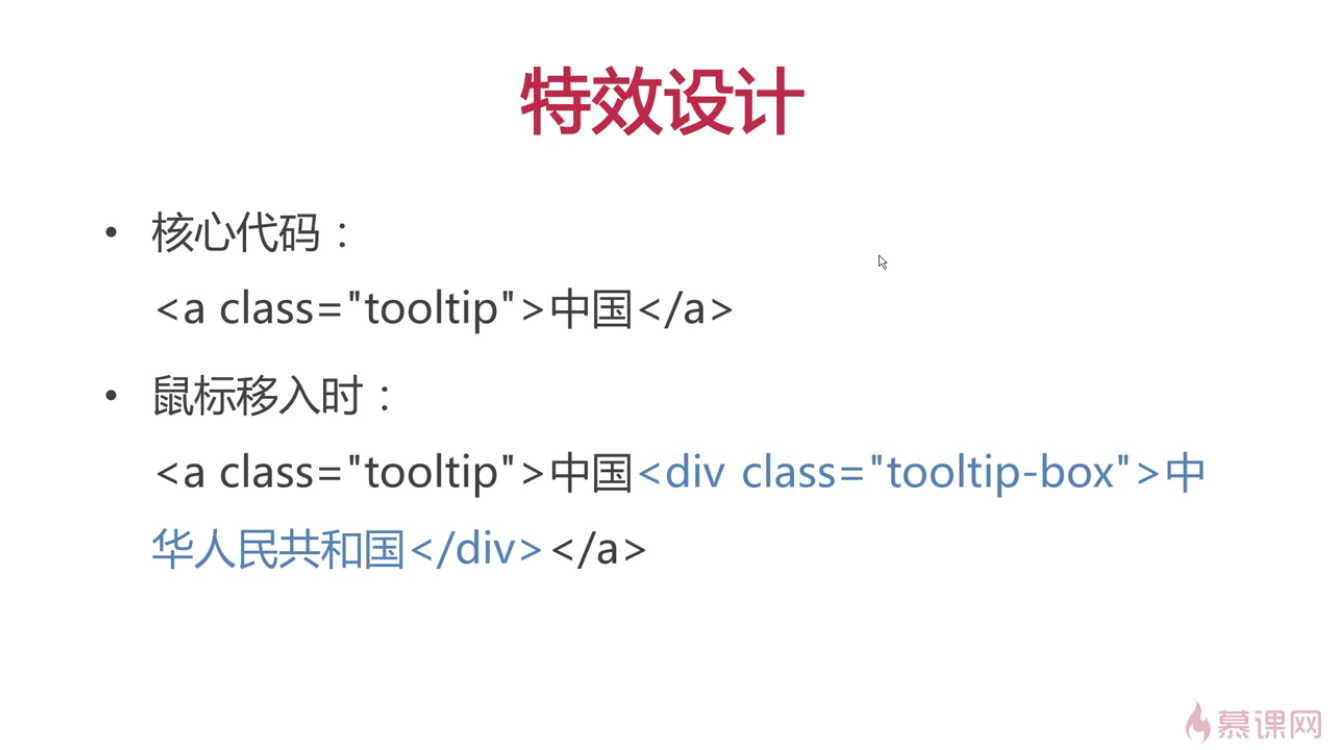 特效设计
• 核心代码：
<a class="tooltip">中国</a>
• 鼠标移入时：
<a class="tooltip">中国<div class="tooltip-box">中
华人民共和国</div></a>
慕课网